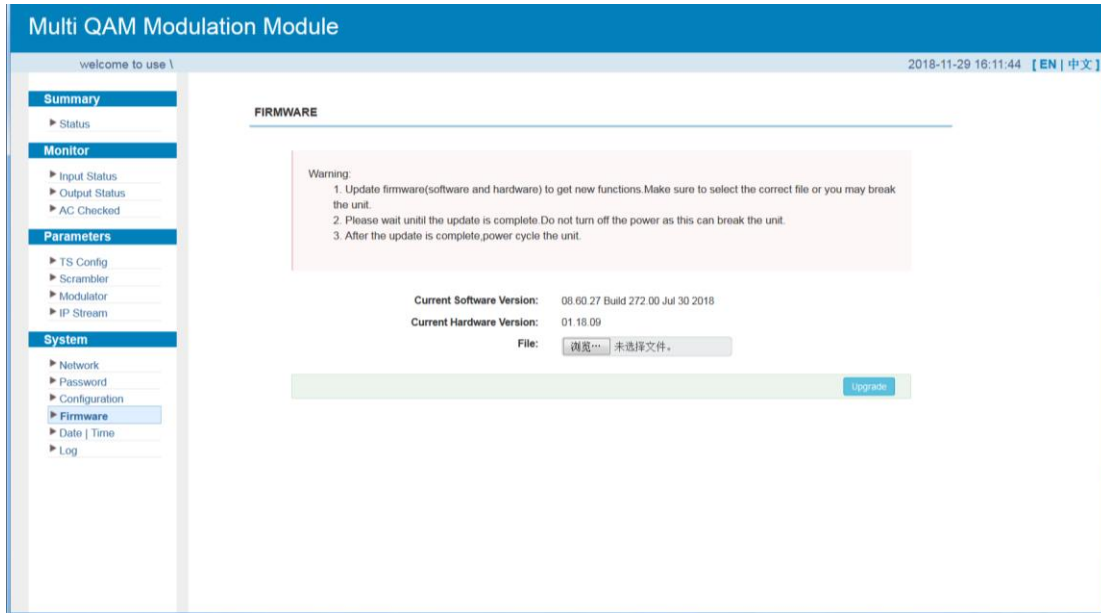 Multi QAM Modulation Module
welcome to use \
2018-11-29 16:11:44 [ EN | 中文 ]
Summary
Status
Monitor
Input Status
Output Status
AC Checked
Parameters
TS Config
Scrambler
Modulator
IP Stream
System
Network
Password
Configuration
Firmware
Date | Time
Log
FIRMWARE
Warning:
1. Update firmware(software and hardware) to get new functions.Make sure to select the correct file or you may break
the unit.
2. Please wait unitil the update is complete.Do not turn off the power as this can break the unit.
3. After the update is complete,power cycle the unit.
Current Software Version: 08.60.27 Build 272.00 Jul 30 2018
Current Hardware Version: 01.18.09
File: 浏览… 未选择文件。
Upgrade